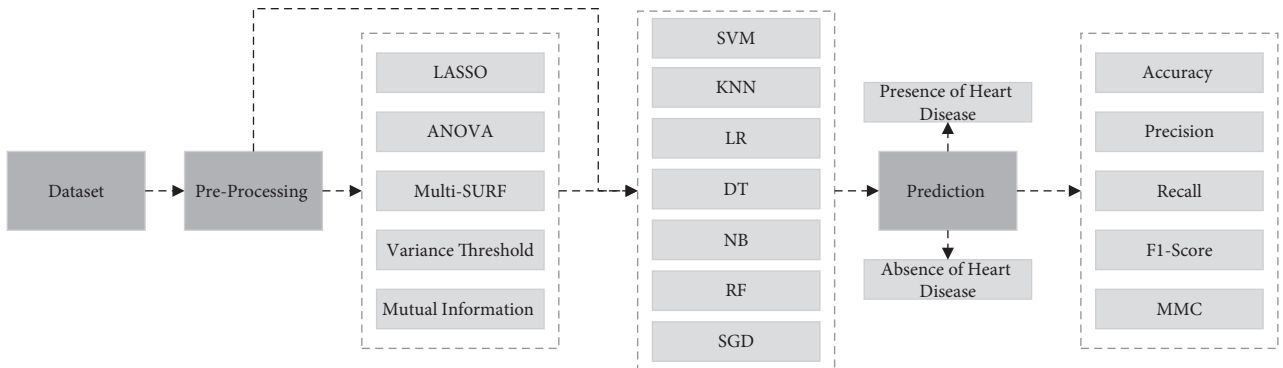 Dataset
Pre-Processing
LASSO
ANOVA
Multi-SURF
Variance Threshold
Mutual Information
SVM
KNN
LR
DT
NB
RF
SGD
Presence of Heart
Disease
Prediction
Absence of Heart
Disease
Accuracy
Precision
Recall
F1-Score
MMC